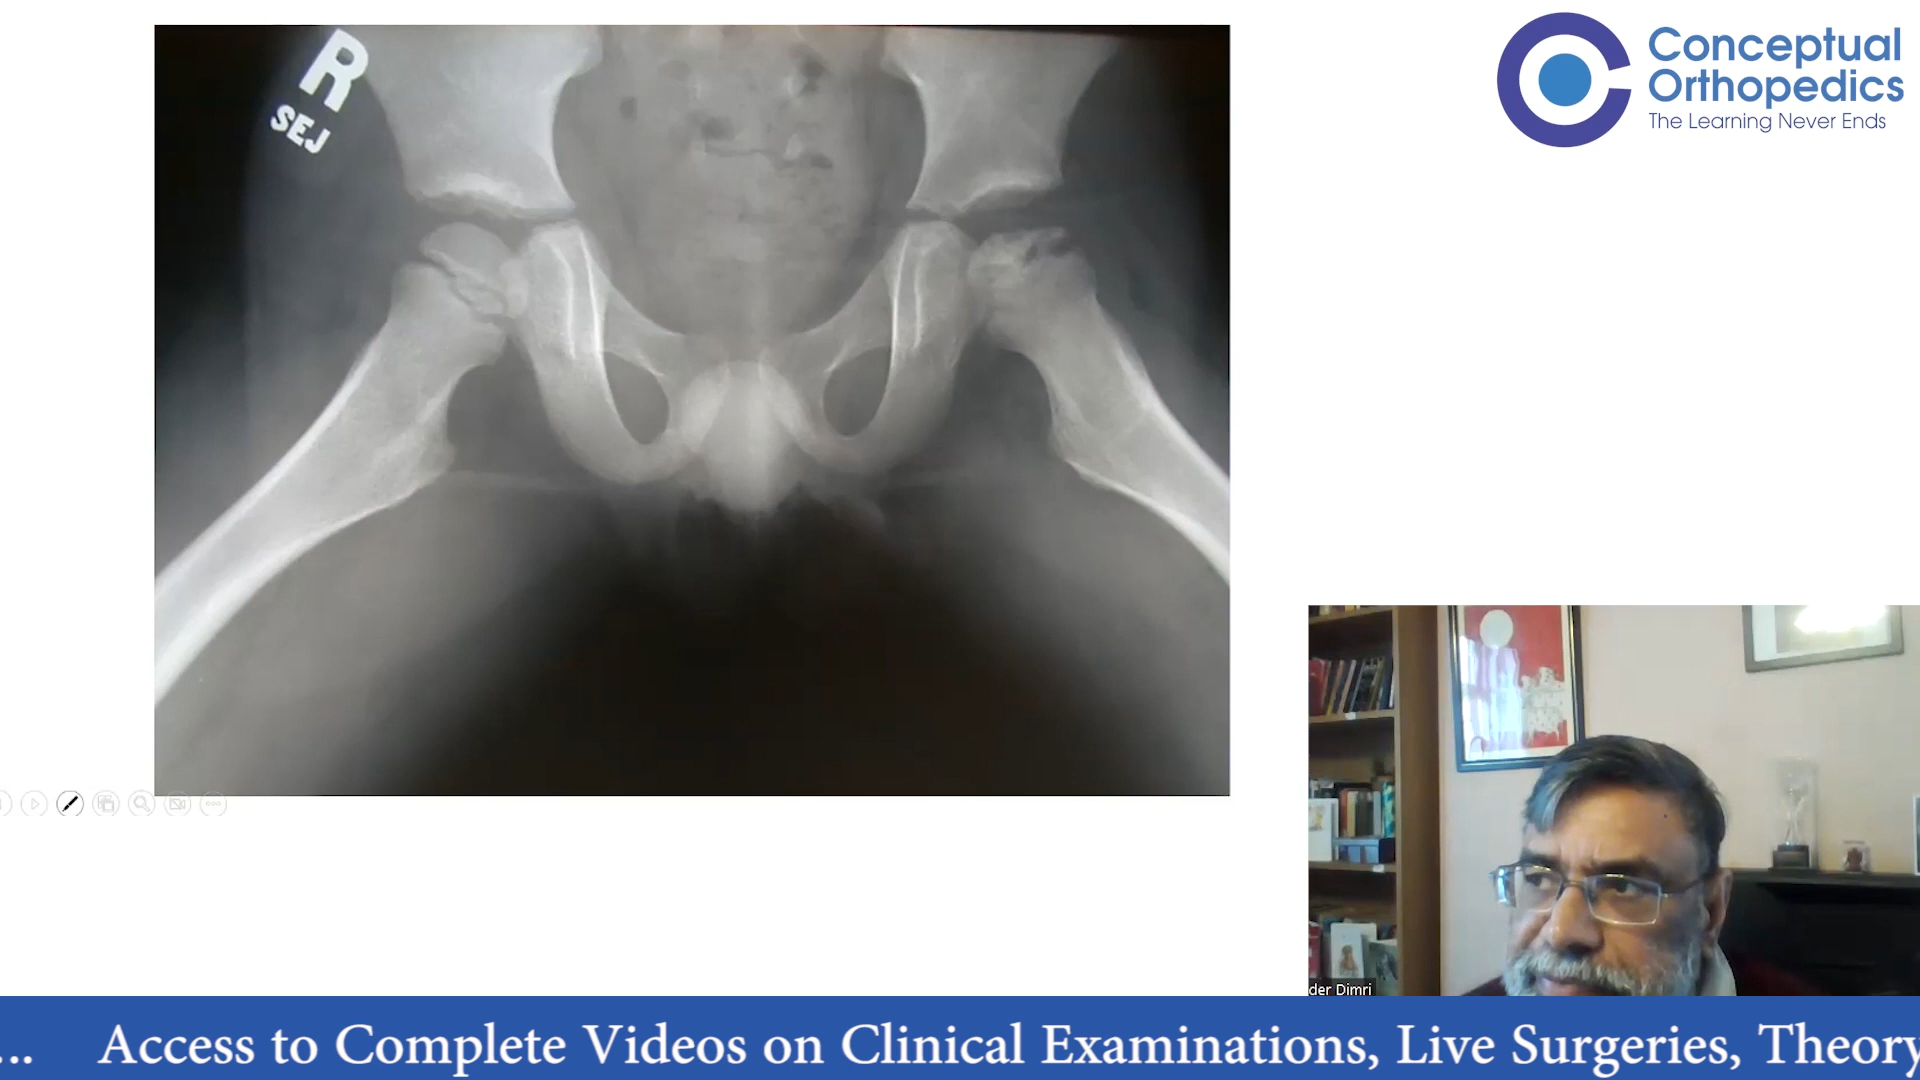 R
SEJ
Conceptual
Orthopedics
The Learning Never Ends
der Dimri
... Access to Complete Videos on Clinical Examinations, Live Surgeries, Theory